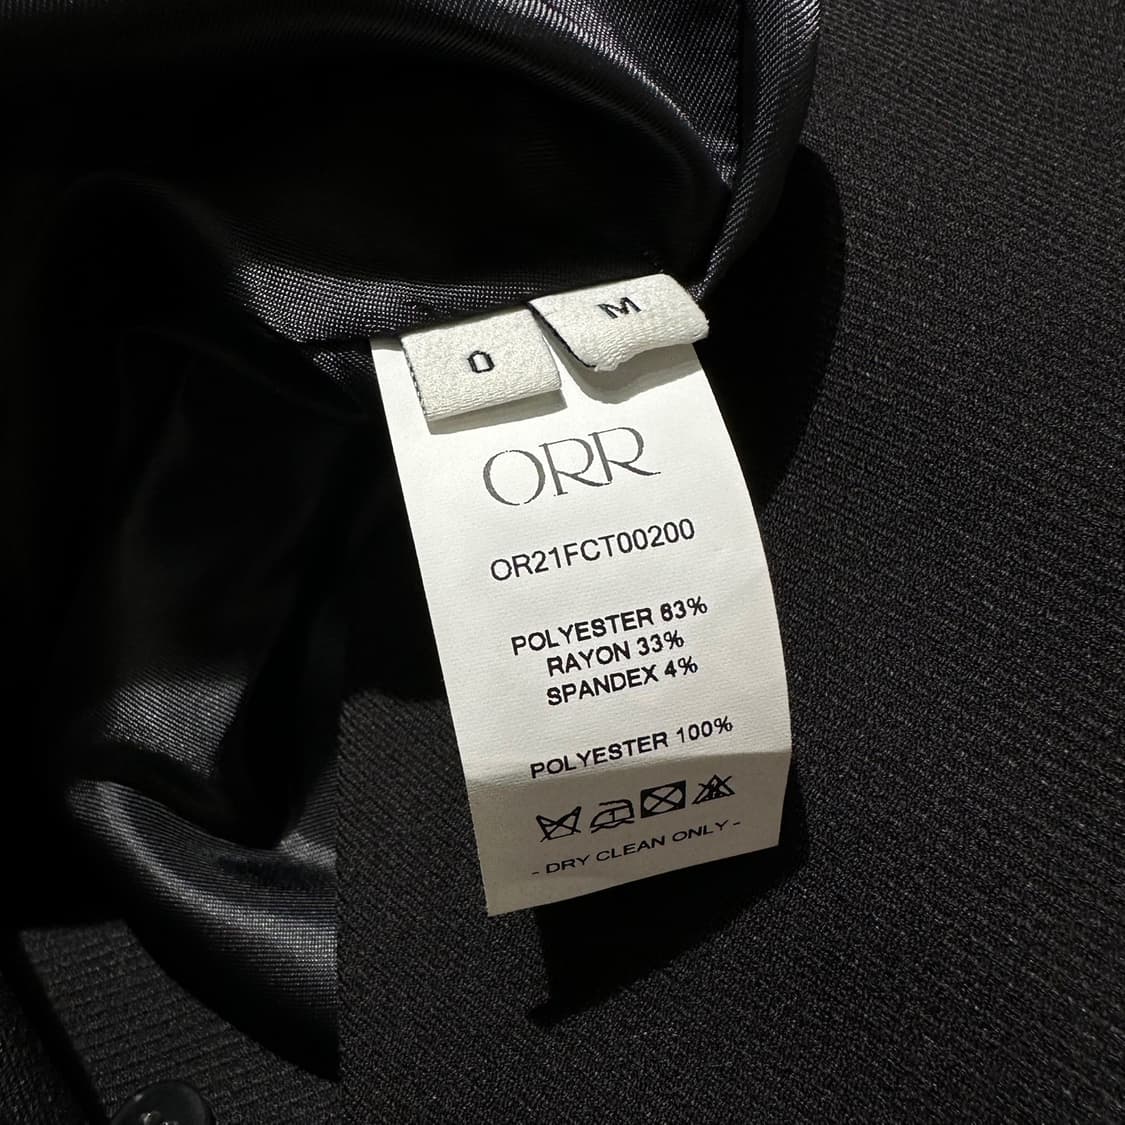 0
M
ORR
OR21FCT00200
POLYESTER 63%
RAYON 33%
SPANDEX 4%
POLYESTER 100%
- DRY CLEAN ONLY -